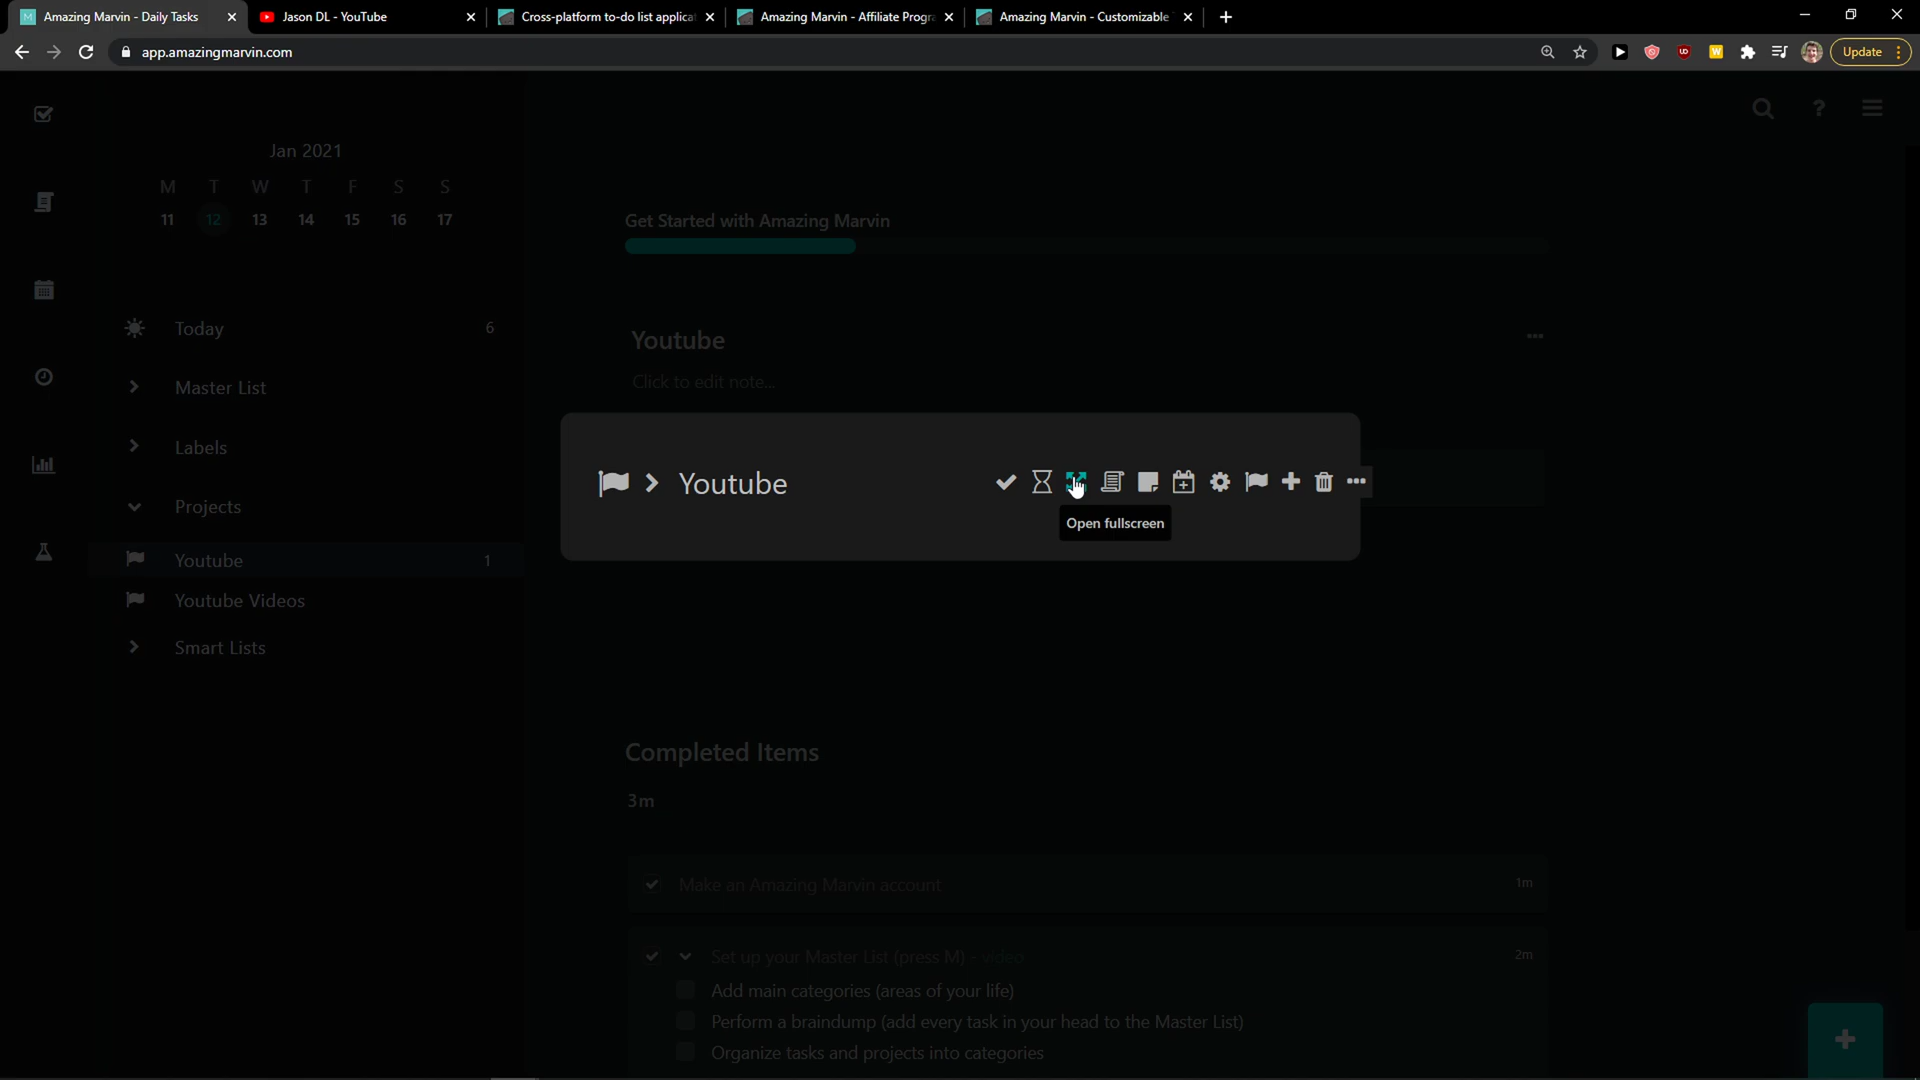 Amazing Marvin - Daily Tasks
Jason DL - YouTube
Cross-platform to-do list applicat
Amazing Marvin - Affiliate Progra
Amazing Marvin - Customizable
app.amazingmarvin.com
Update
Jan 2021
M T W T F S S
11 12 13 14 15 16 17
Today 6
Master List
Labels
Projects
Youtube 1
Youtube Videos
Smart Lists
Get Started with Amazing Marvin
Youtube
Click to edit note...
Youtube
Open fullscreen
Completed Items
3m
Make an Amazing Marvin account 1m
Set up your Master List (press M) - video 2m
Add main categories (areas of your life)
Perform a braindump (add every task in your head to the Master List)
Organize tasks and projects into categories